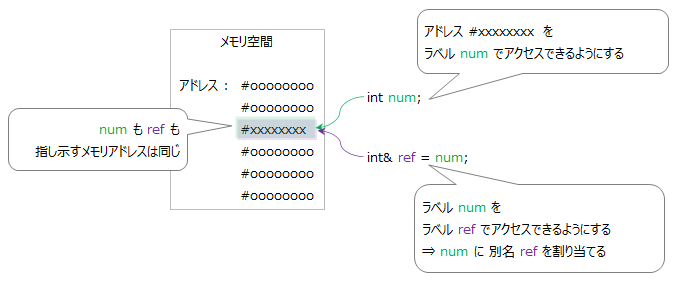 メモリ空間
アドレス : #oooooooo
#oooooooo
#xxxxxxxx
#oooooooo
#oooooooo
#oooooooo
num も ref も
指し示すメモリアドレスは同じ
アドレス #xxxxxxxx を
ラベル num でアクセスできるようにする
int num;
int& ref = num;
ラベル num を
ラベル ref でアクセスできるようにする
⇒ num に 別名 ref を割り当てる